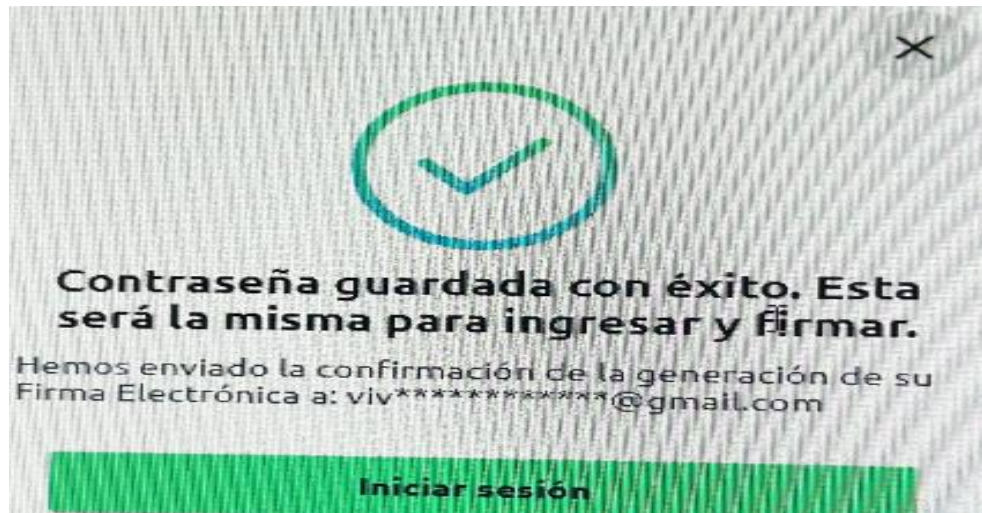 Contraseña guardada con éxito. Esta
será la misma para ingresar y firmar.
Hemos enviado la confirmación de la generación de su
Firma Electrónica a: viv*************@gmail.com
Iniciar sesión